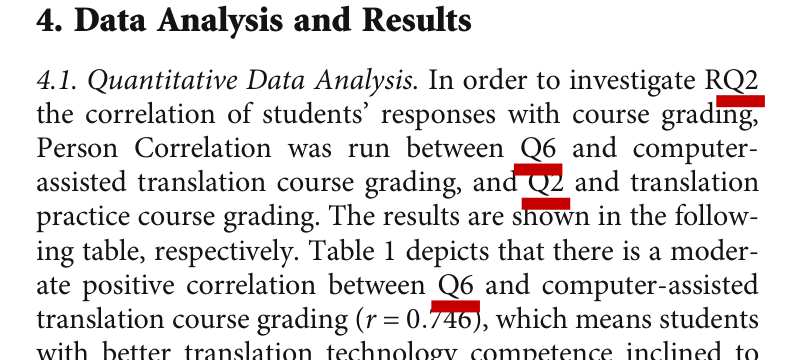 4. Data Analysis and Results
4.1. Quantitative Data Analysis. In order to investigate RQ2
the correlation of students’ responses with course grading,
Person Correlation was run between Q6 and computer-
assisted translation course grading, and Q2 and translation
practice course grading. The results are shown in the follow-
ing table, respectively. Table 1 depicts that there is a moder-
ate positive correlation between Q6 and computer-assisted
translation course grading (r = 0.746), which means students
with better translation technology competence inclined to